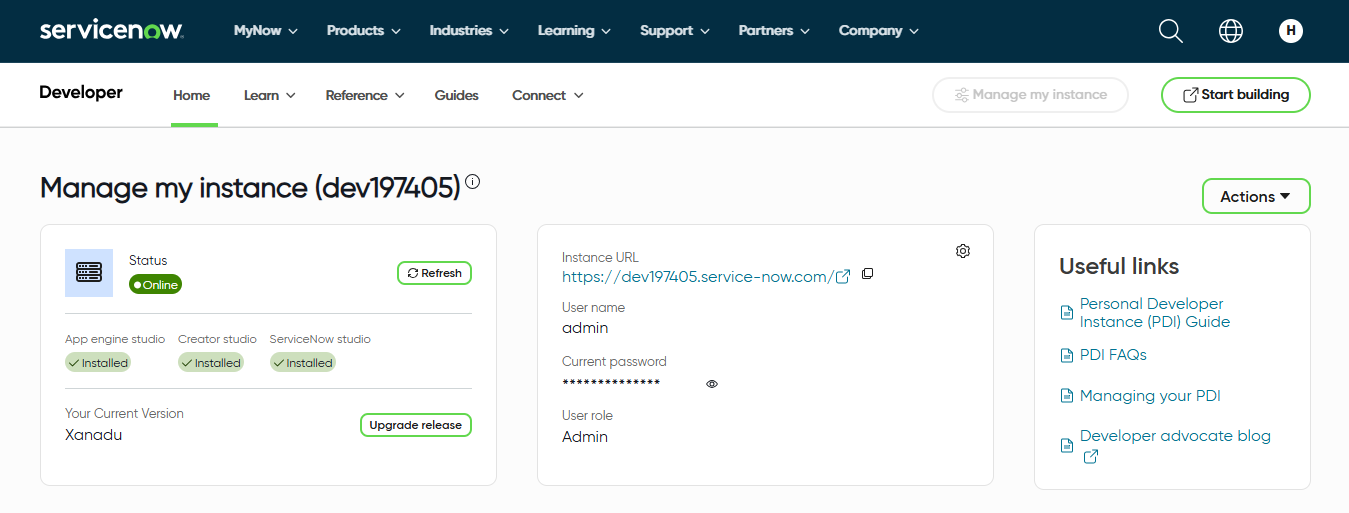 servicenow
MyNow Products Industries Learning Support Partners Company H
Developer Home Learn Reference Guides Connect Manage my instance Start building
Manage my instance (dev197405)
Actions
Status
Online
Refresh
App engine studio Creator studio ServiceNow studio
Installed Installed Installed
Your Current Version
Xanadu
Upgrade release
Instance URL
https://dev197405.service-now.com/
User name
admin
Current password
**************
User role
Admin
Useful links
Personal Developer
Instance (PDI) Guide
PDI FAQs
Managing your PDI
Developer advocate blog